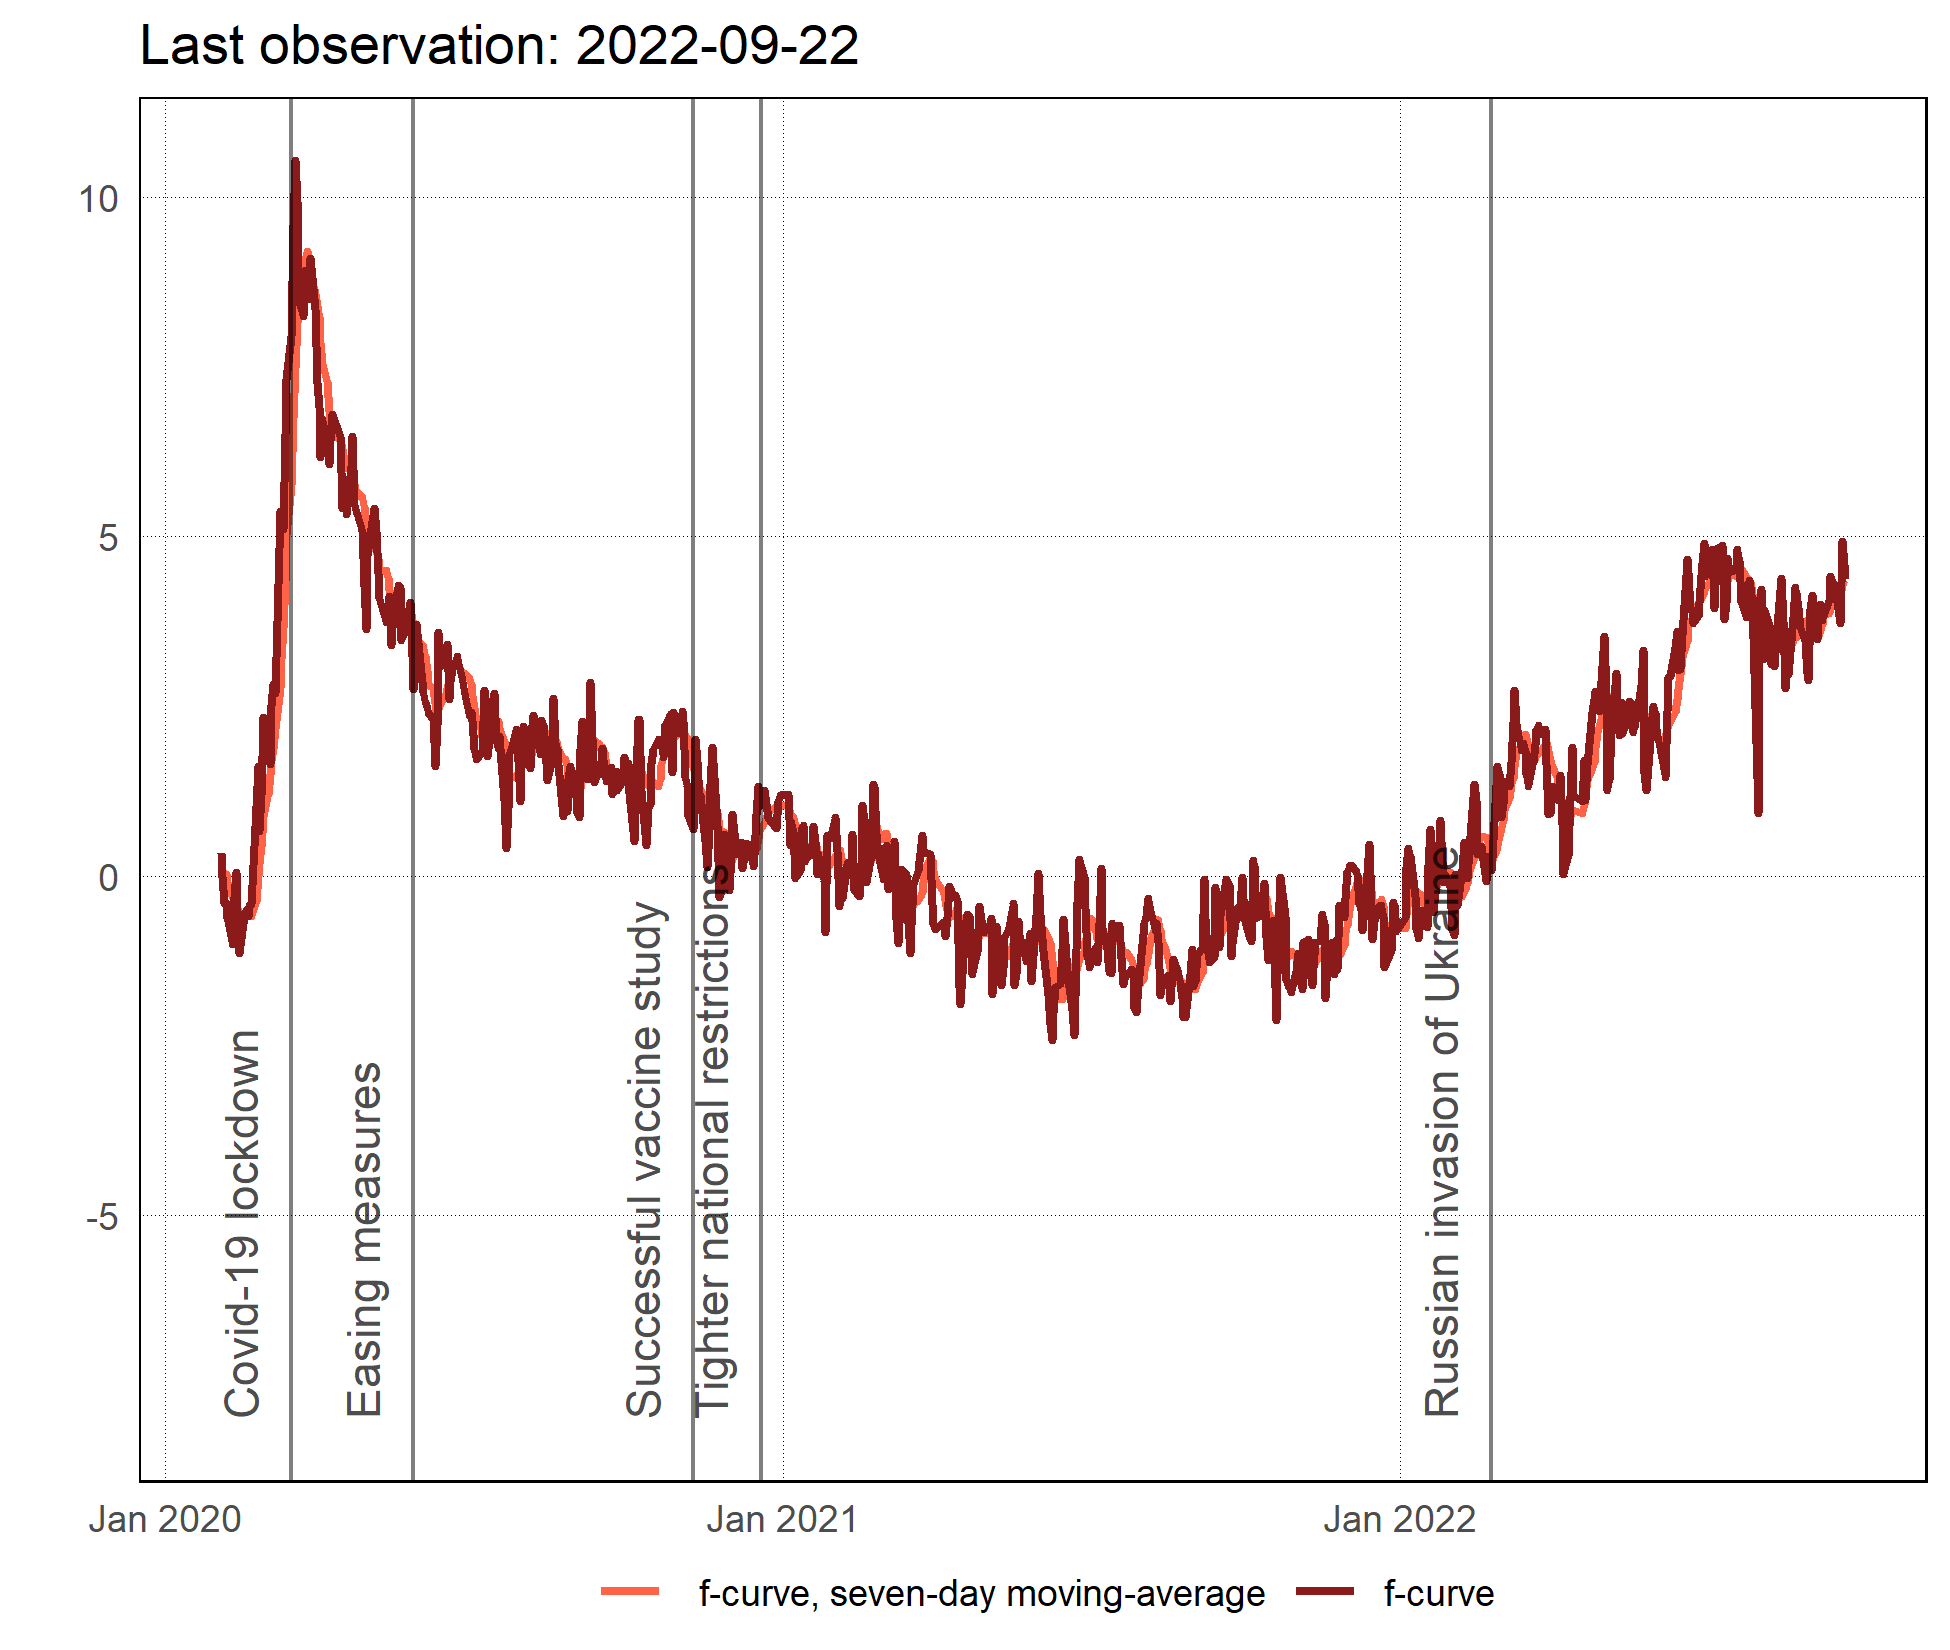 Last observation: 2022-09-22
10
5
0
-5
Covid-19 lockdown
Easing measures
Successful vaccine study
Tighter national restrictions
Russian invasion of Ukraine
Jan 2020
Jan 2021
Jan 2022
f-curve, seven-day moving-average
f-curve